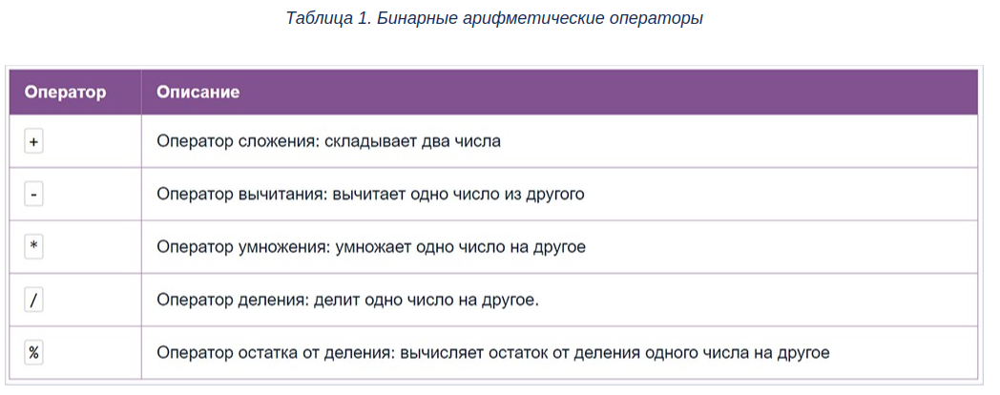 Таблица 1. Бинарные арифметические операторы
Оператор Описание
+ Оператор сложения: складывает два числа
- Оператор вычитания: вычитает одно число из другого
* Оператор умножения: умножает одно число на другое
/ Оператор деления: делит одно число на другое.
% Оператор остатка от деления: вычисляет остаток от деления одного числа на другое